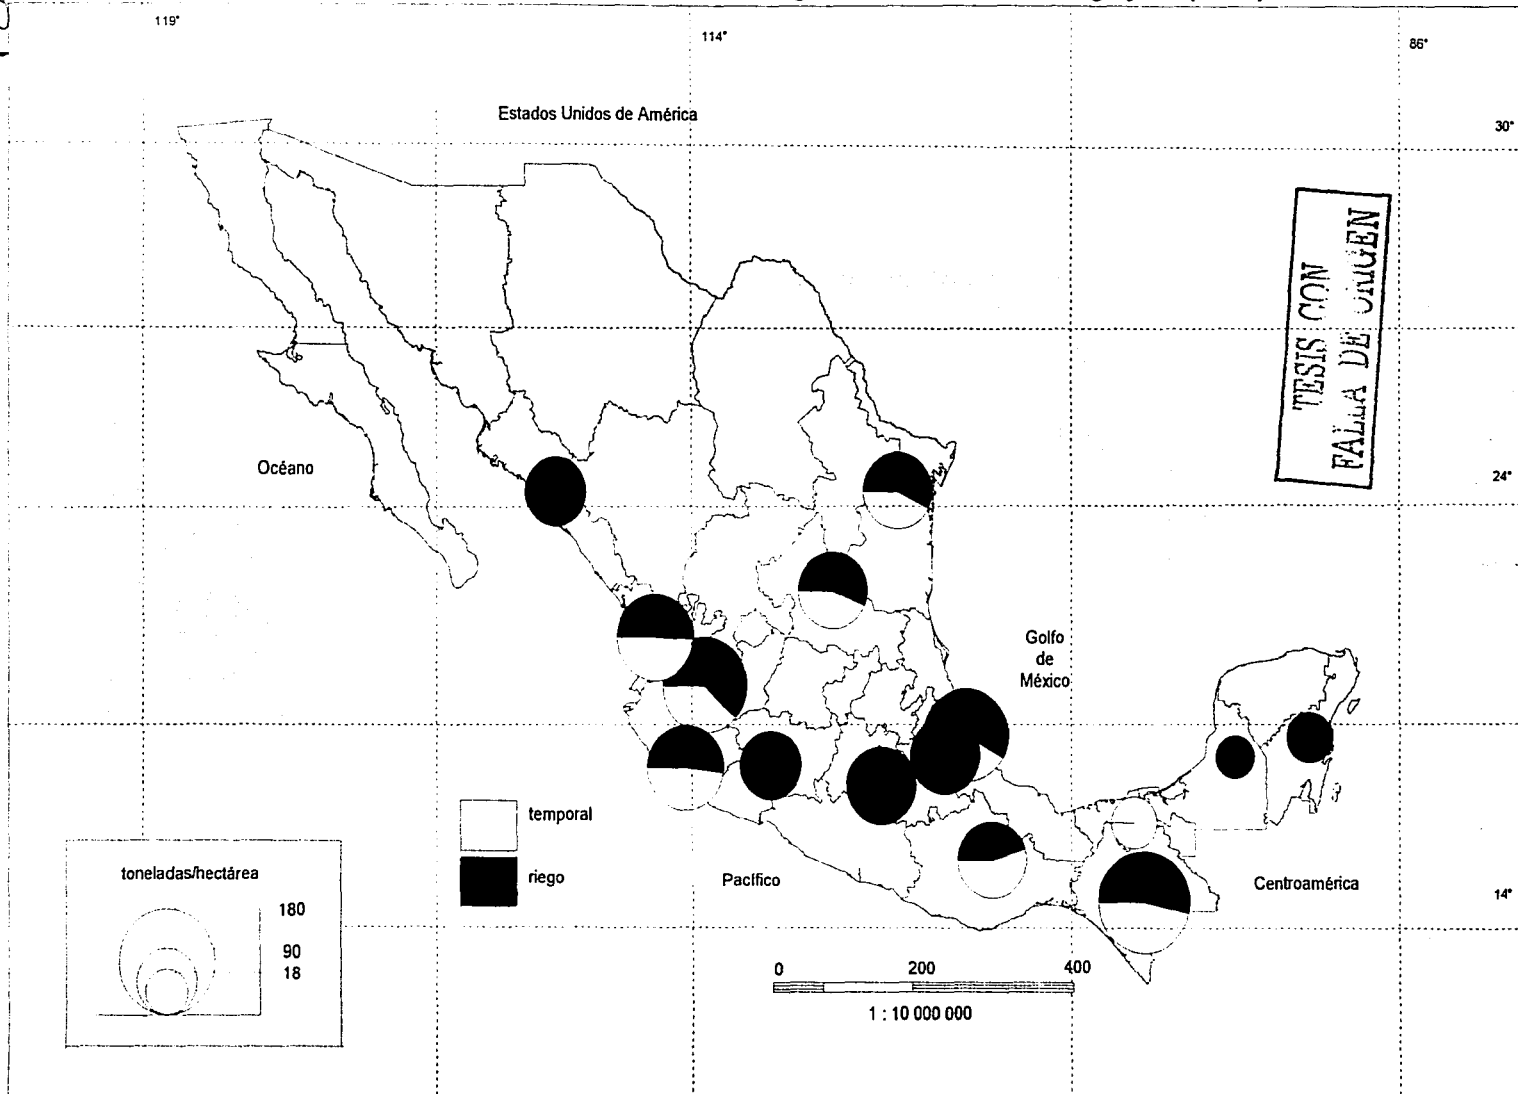 119°
114°
86°
Estados Unidos de América
30°
TESIS CON
FALLA DE ORIGEN
Océano
24°
Golfo
de
México
temporal
riego
toneladas/hectárea
180
90
18
Pacífico
Centroamérica
14°
0 200 400
1 : 10 000 000